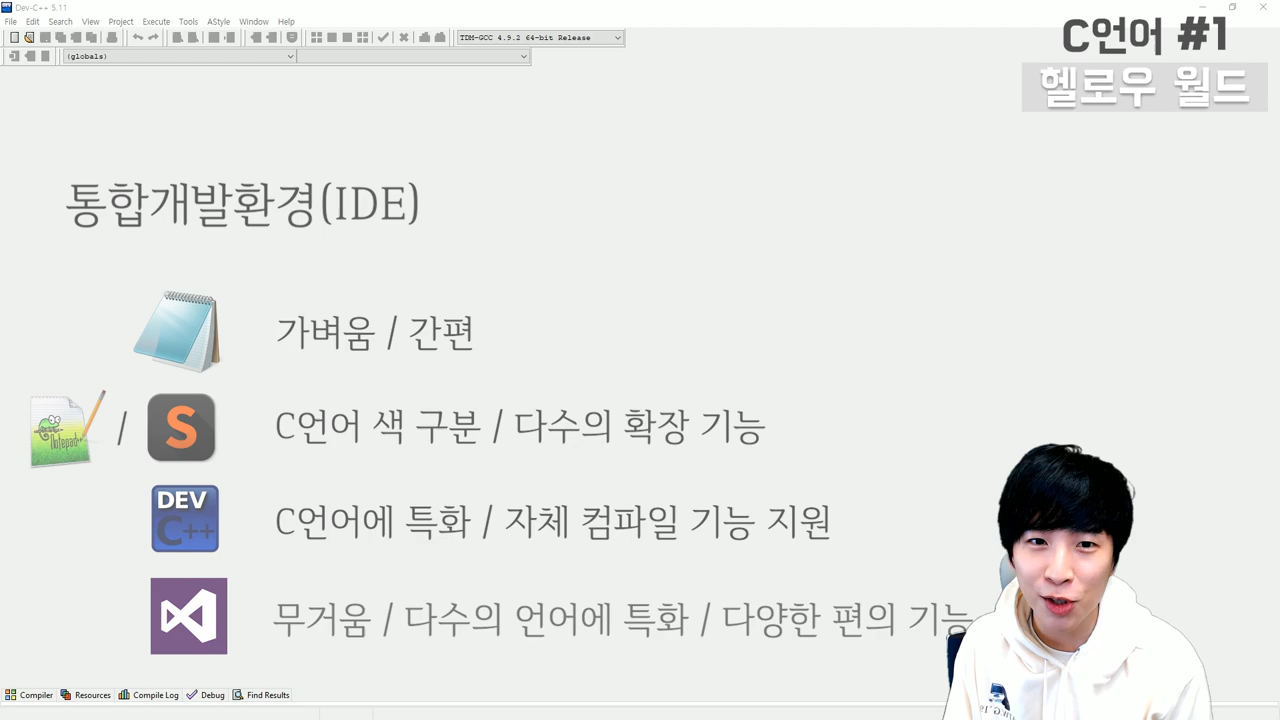 Dev-C++ 5.11
File Edit Search View Project Execute Tools AStyle Window Help
TDM-GCC 4.9.2 64-bit Release
(globals)
C언어 #1
헬로우 월드
통합개발환경(IDE)
가벼움 / 간편
Notepad++
/ S
C언어 색 구분 / 다수의 확장 기능
DEV
C++
C언어에 특화 / 자체 컴파일 기능 지원
무거움 / 다수의 언어에 특화 / 다양한 편의 기능
Compiler Resources Compile Log Debug Find Results